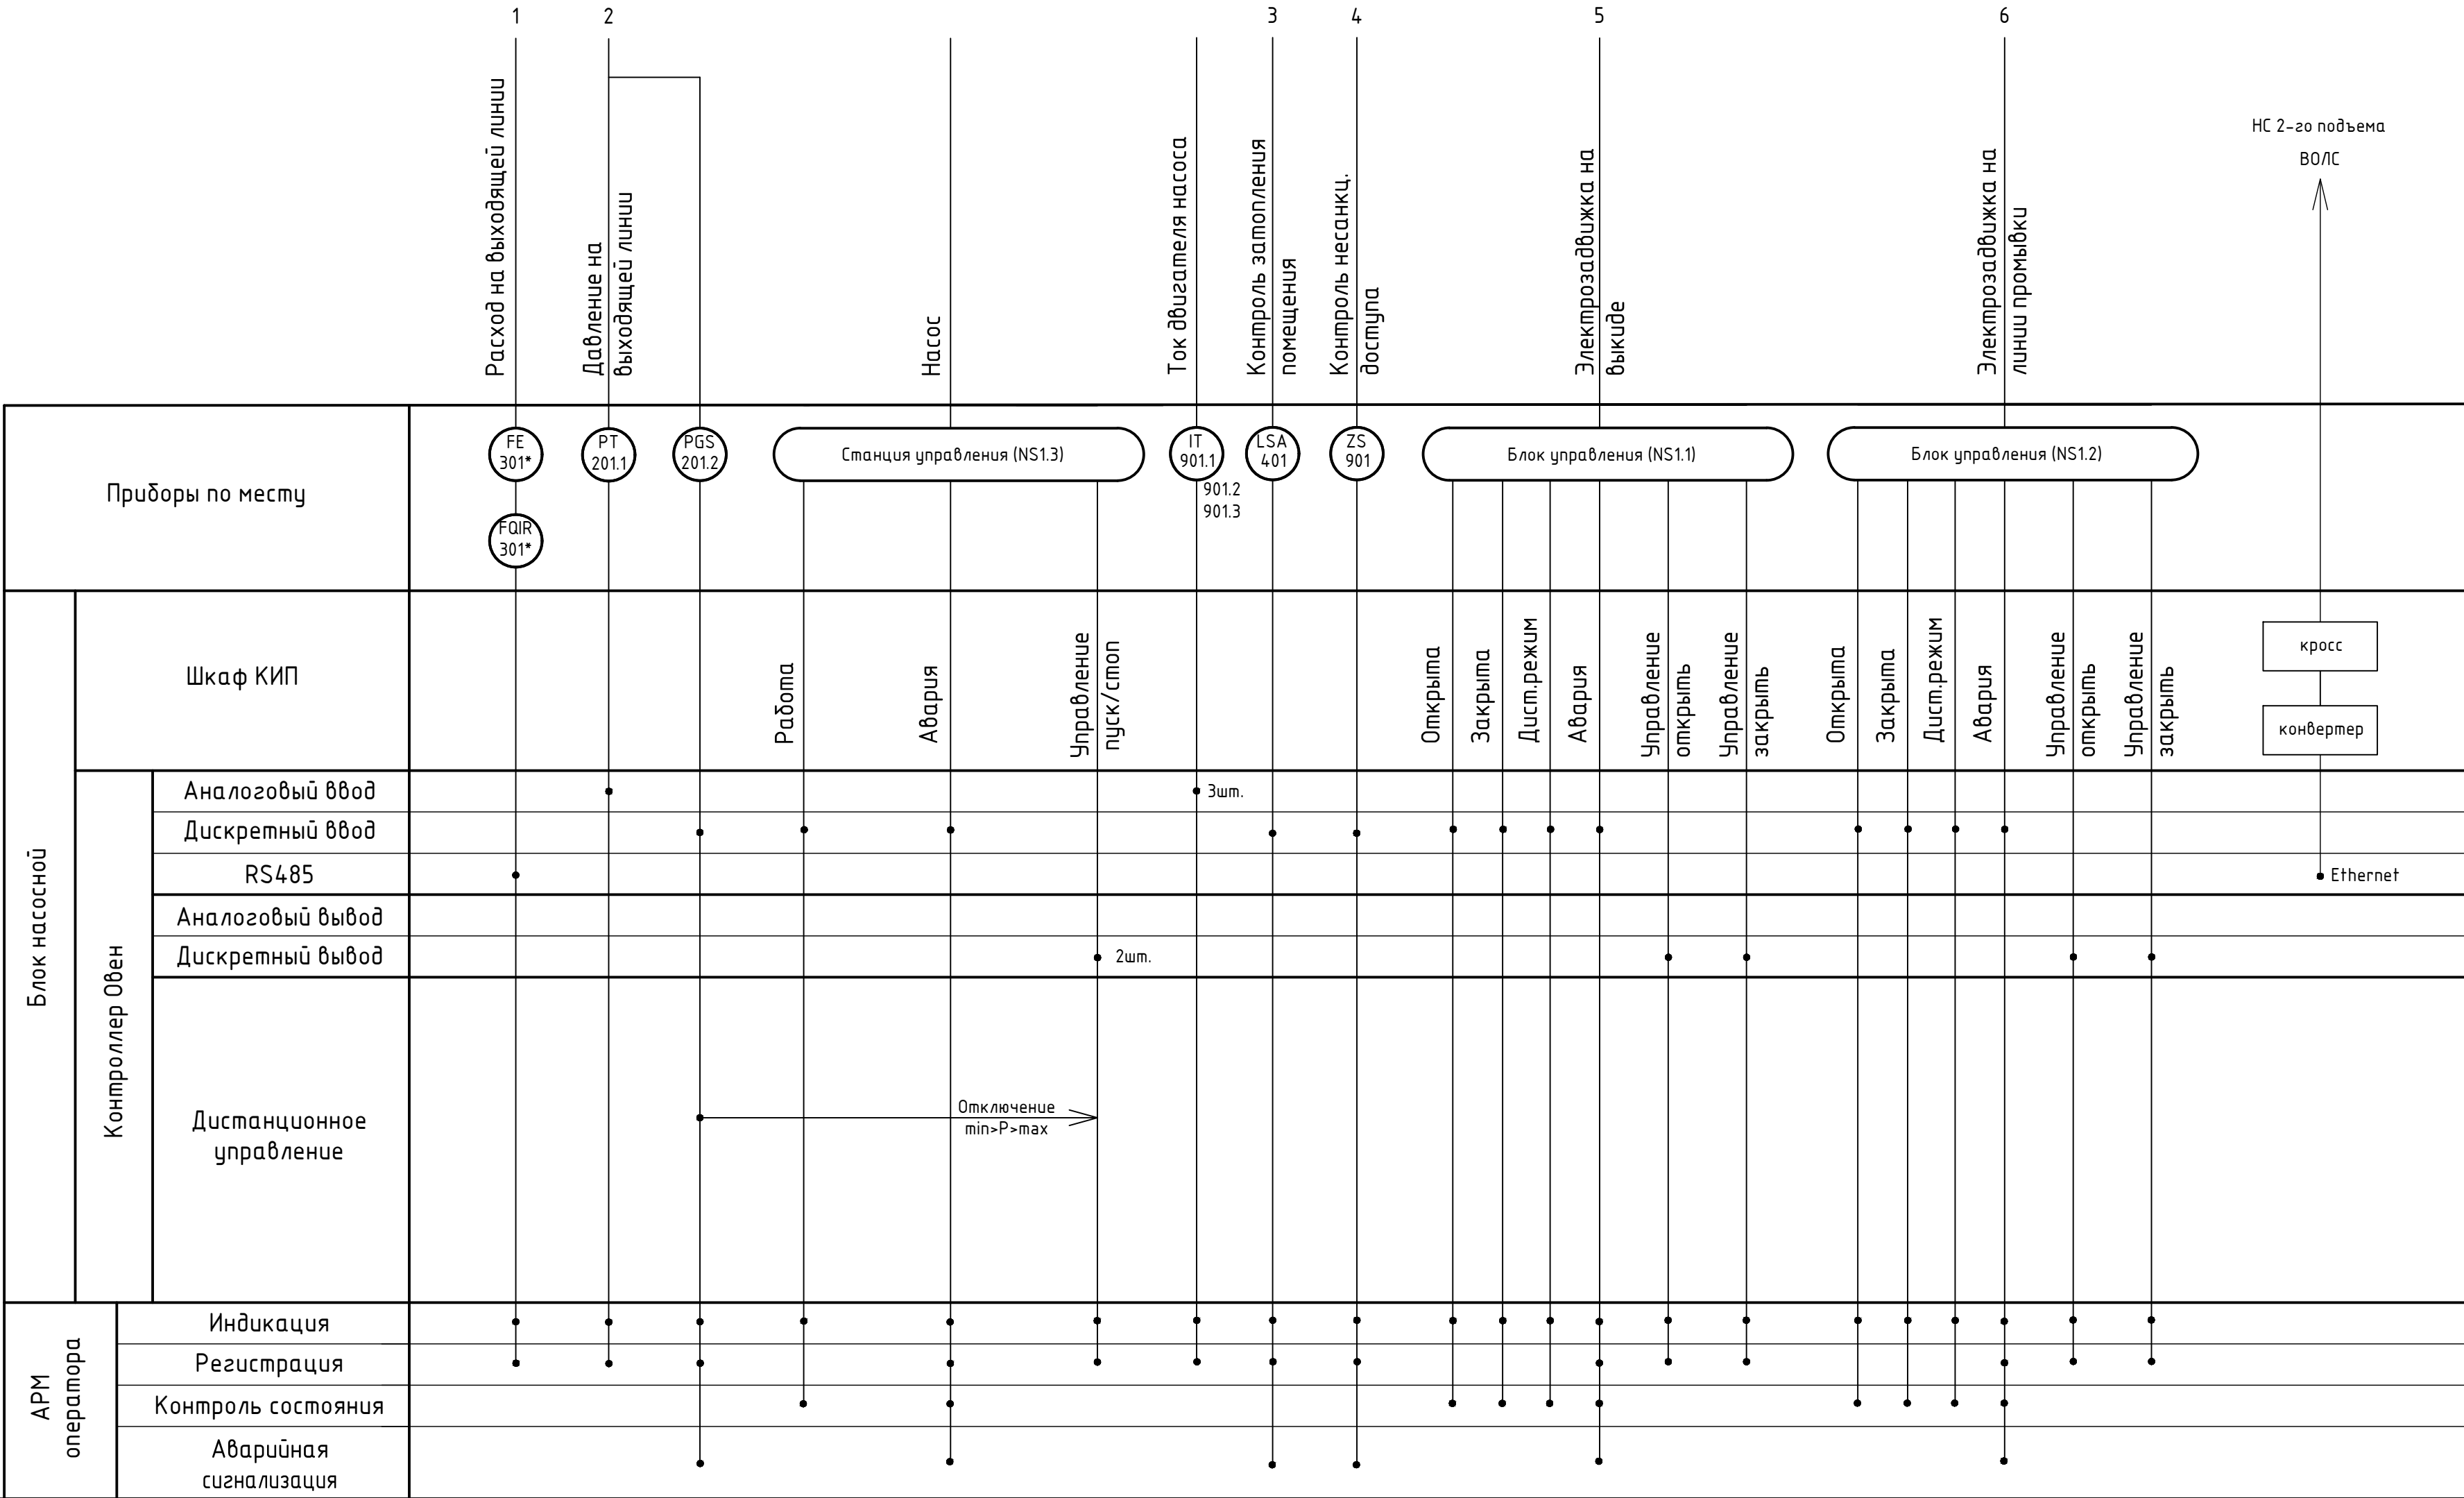 1
2
3
4
5
6
Расход на выходящей линии
Давление на
выходящей линии
Насос
Ток двигателя насоса
Контроль затопления
помещения
Контроль несанкц.
доступа
Электрозадвижка на
выкиде
Электрозадвижка на
линии промывки
НС 2-го подъема
ВОЛС
Приборы по месту
FE
301*
FQIR
301*
PT
201.1
PGS
201.2
Станция управления (NS1.3)
IT
901.1
901.2
901.3
LSA
401
ZS
901
Блок управления (NS1.1)
Блок управления (NS1.2)
Блок насосной
Шкаф КИП
Работа
Авария
Управление
пуск/стоп
Открыта
Закрыта
Дист.режим
Авария
Управление
открыть
Управление
закрыть
Открыта
Закрыта
Дист.режим
Авария
Управление
открыть
Управление
закрыть
кросс
конвертер
Контроллер Овен
Аналоговый ввод
3шт.
Дискретный ввод
RS485
Ethernet
Аналоговый вывод
Дискретный вывод
2шт.
Дистанционное
управление
Отключение
min>P>max
АРМ
оператора
Индикация
Регистрация
Контроль состояния
Аварийная
сигнализация